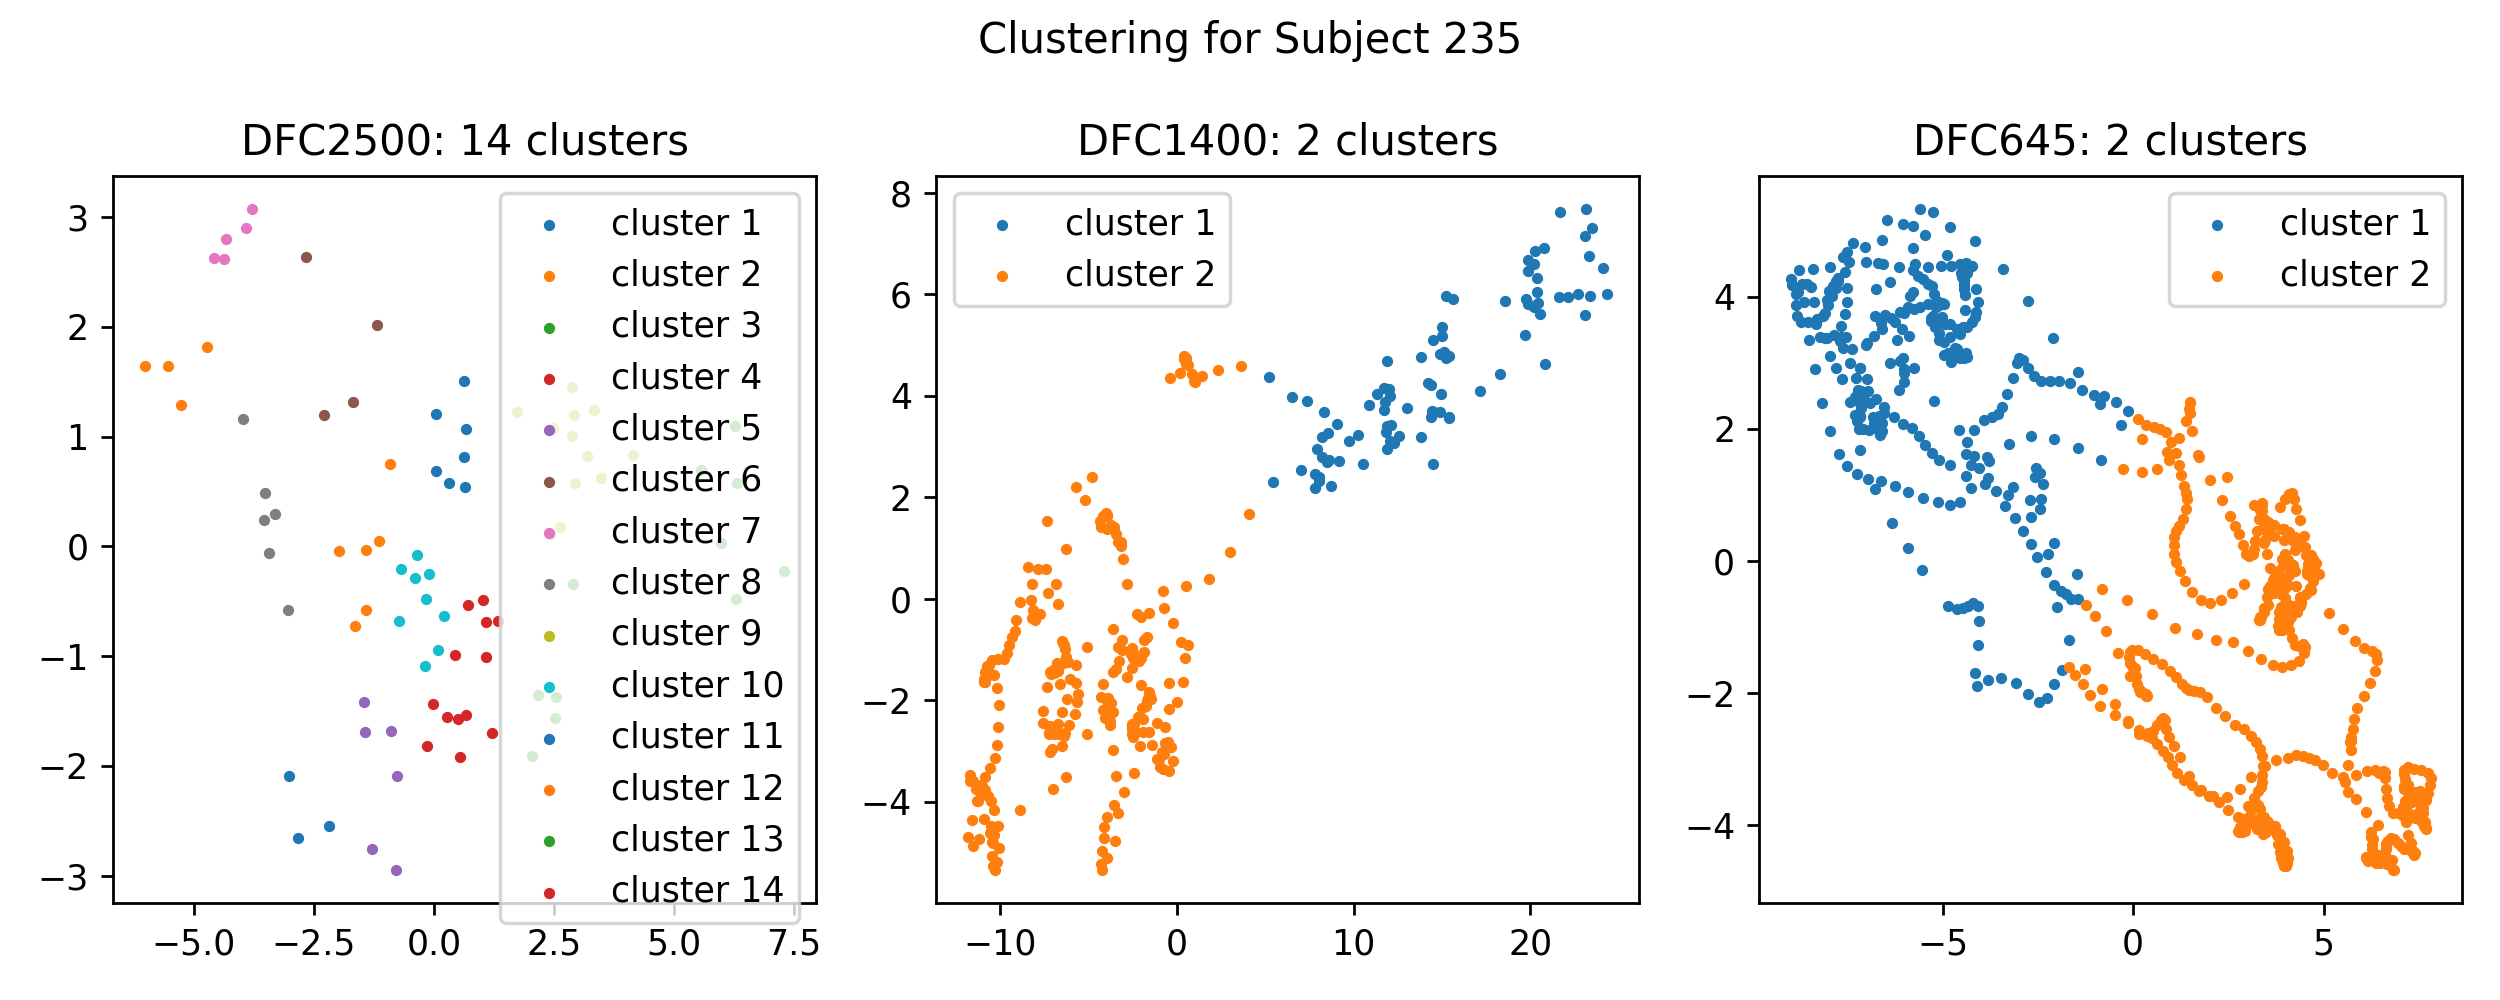 Clustering for Subject 235
DFC2500: 14 clusters
3
2
1
0
−1
−2
−3
−5.0
−2.5
0.0
2.5
5.0
7.5
cluster 1
cluster 2
cluster 3
cluster 4
cluster 5
cluster 6
cluster 7
cluster 8
cluster 9
cluster 10
cluster 11
cluster 12
cluster 13
cluster 14
DFC1400: 2 clusters
8
6
4
2
0
−2
−4
−10
0
10
20
cluster 1
cluster 2
DFC645: 2 clusters
4
2
0
−2
−4
−5
0
5
cluster 1
cluster 2